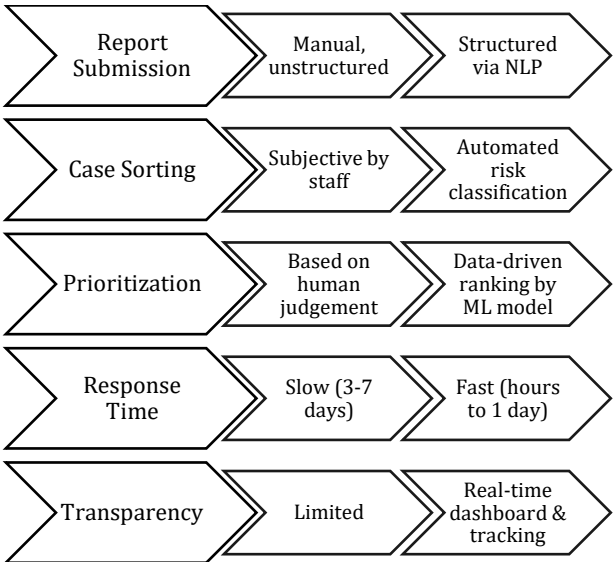 Report
Submission
Manual,
unstructured
Structured
via NLP
Case Sorting
Subjective by
staff
Automated
risk
classification
Prioritization
Based on
human
judgement
Data-driven
ranking by
ML model
Response
Time
Slow (3-7
days)
Fast (hours
to 1 day)
Transparency
Limited
Real-time
dashboard &
tracking